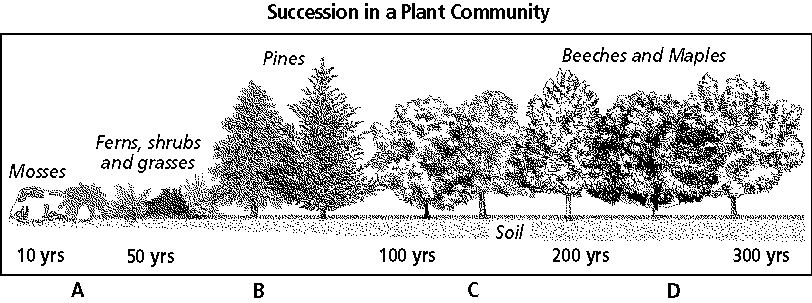 Succession in a Plant Community
Pines
Beeches and Maples
Ferns, shrubs
and grasses
Mosses
Soil
10 yrs
50 yrs
100 yrs
200 yrs
300 yrs
A
B
C
D